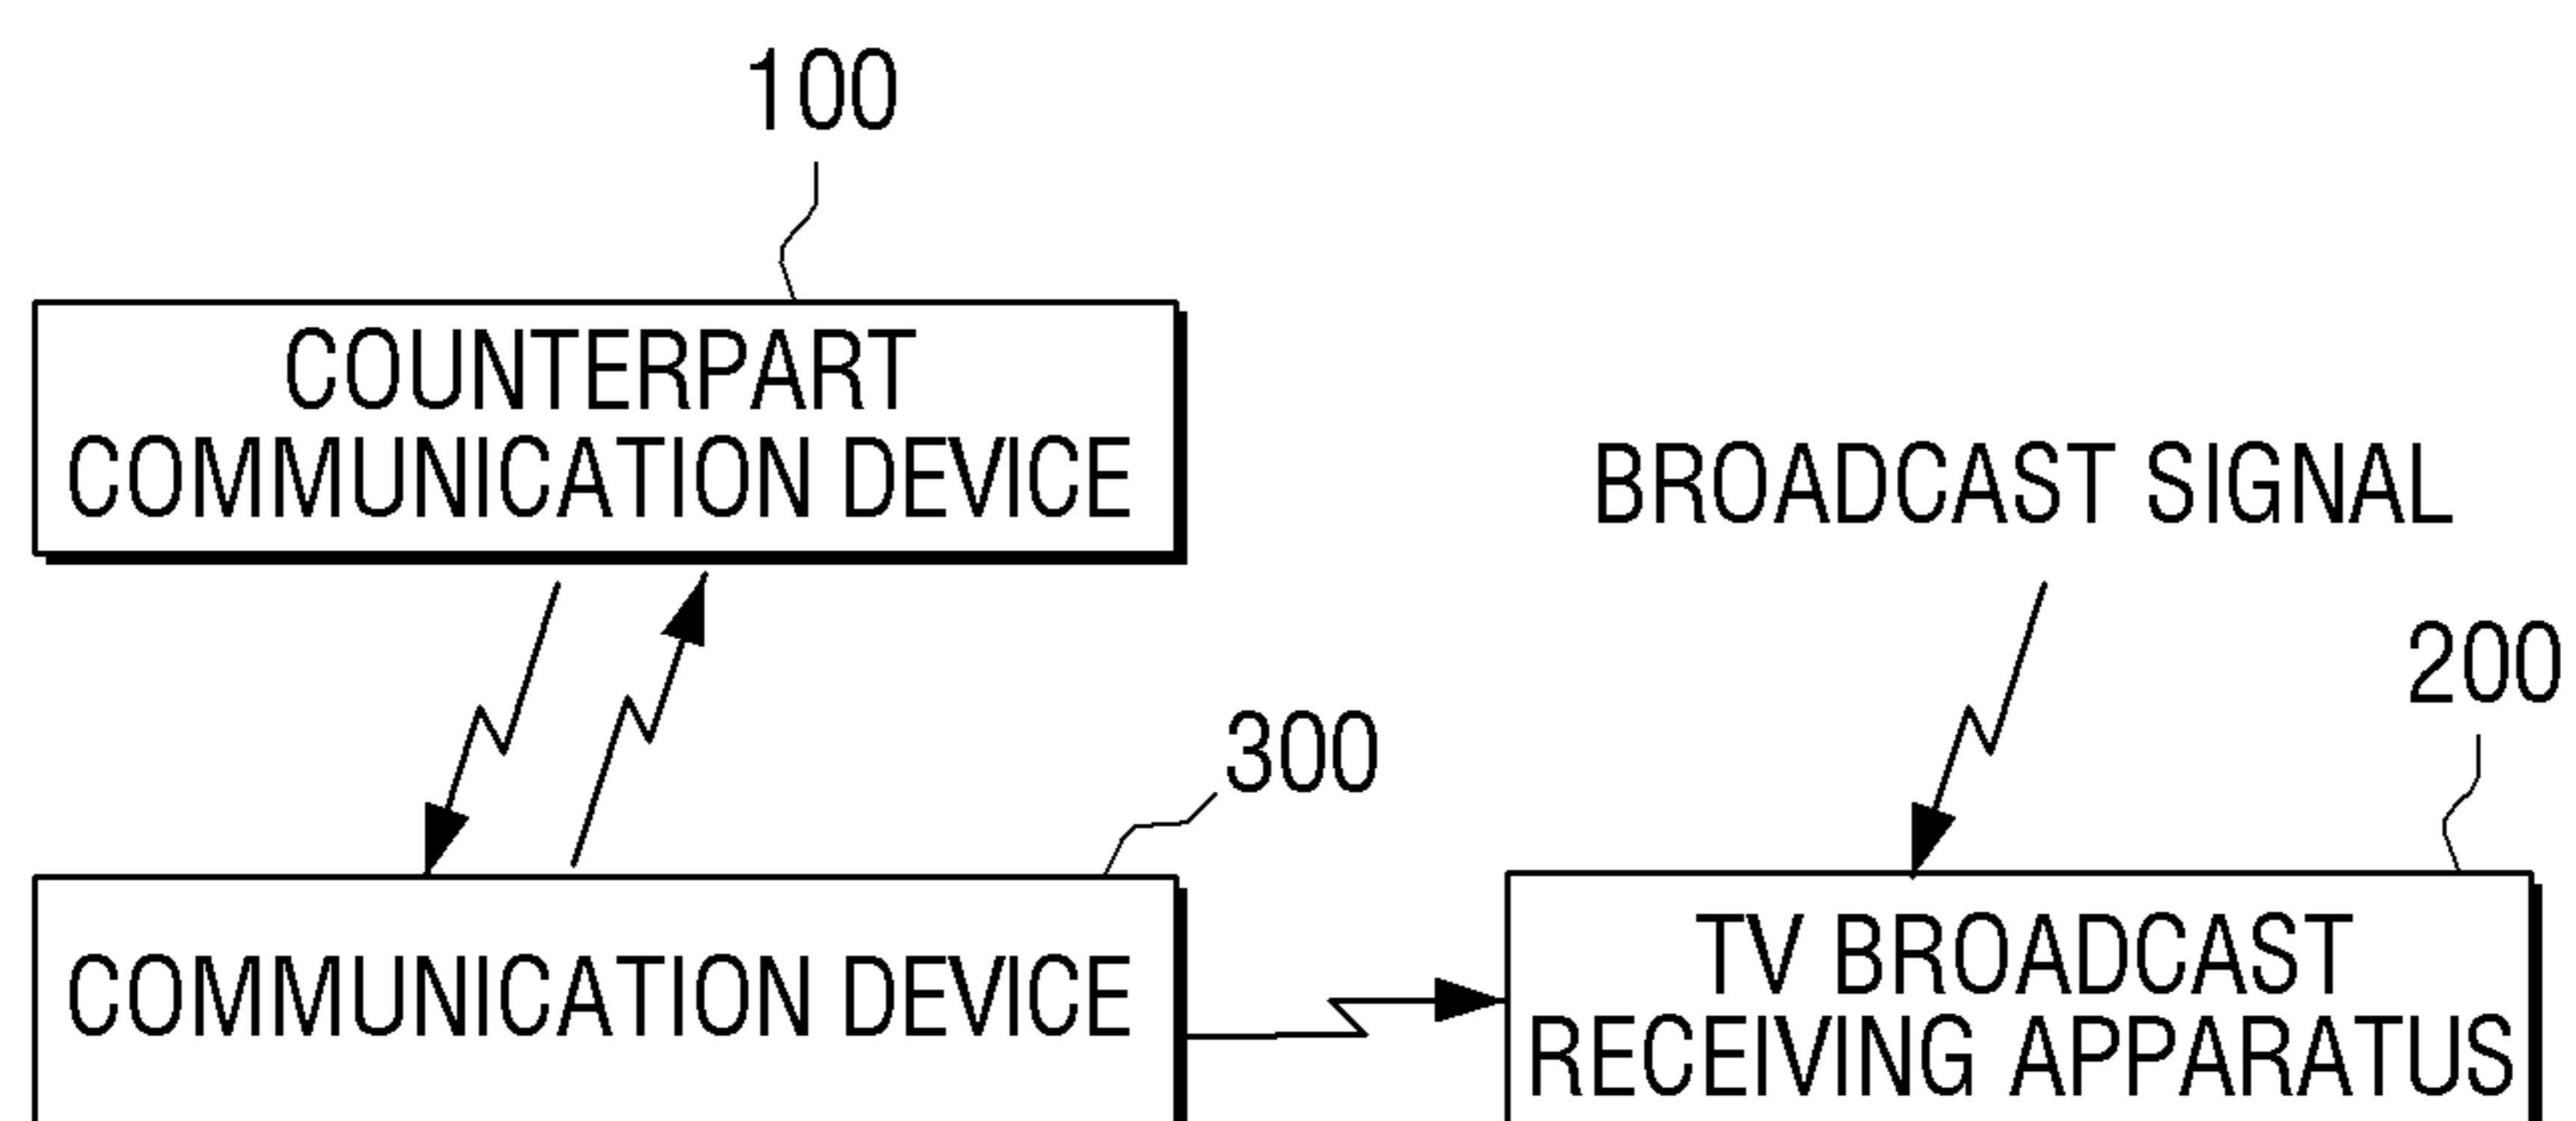 100
COUNTERPART
COMMUNICATION DEVICE
BROADCAST SIGNAL
200
300
COMMUNICATION DEVICE
TV BROADCAST
RECEIVING APPARATUS